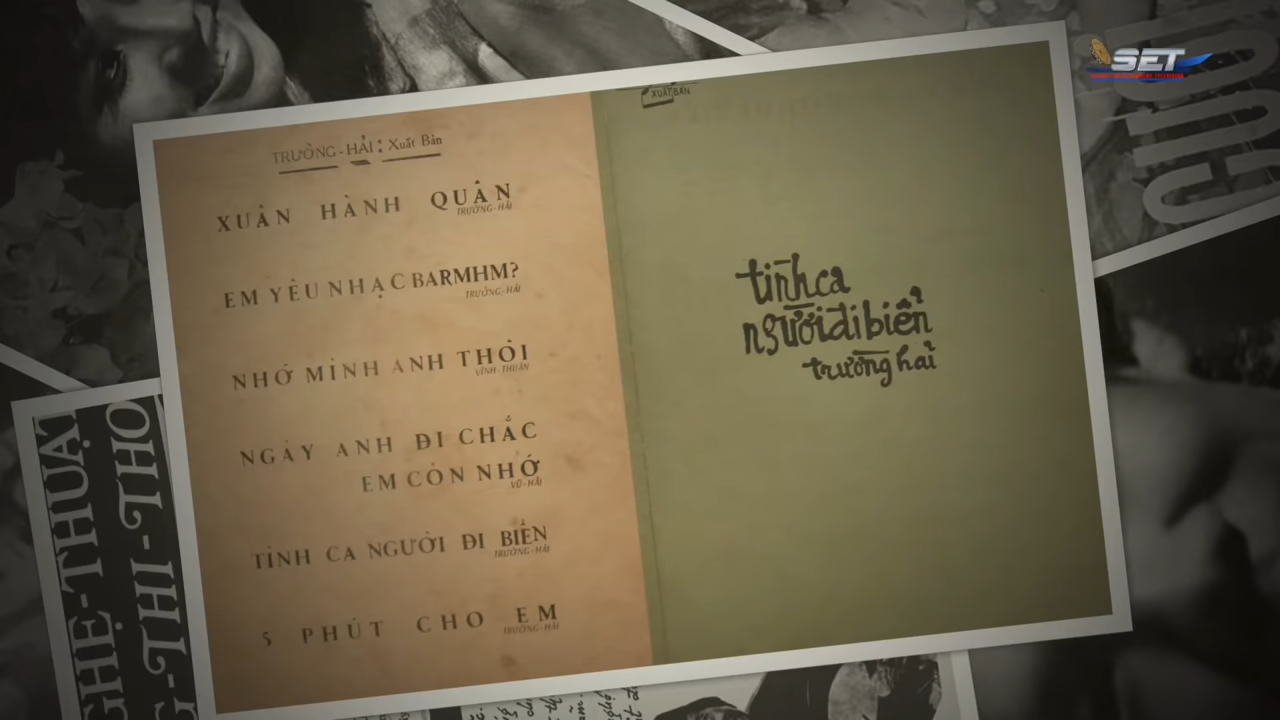 SET
TRƯỜNG-HẢI: Xuất Bản
XUÂN HÀNH QUÂN
TRƯỜNG-HẢI
EM YÊU NHẠC BARMHM?
TRƯỜNG-HẢI
NHỚ MÌNH ANH THÔI
VĨNH-THUẬN
NGÀY ANH ĐI CHẮC
EM CÒN NHỚ
VŨ-HẢI
TÌNH CA NGƯỜI ĐI BIỂN
TRƯỜNG-HẢI
5 PHÚT CHO EM
TRƯỜNG-HẢI
XUẤT BẢN
tình ca
người đi biển
trường hải
GHỆ-THUẬT
G-THI-THO